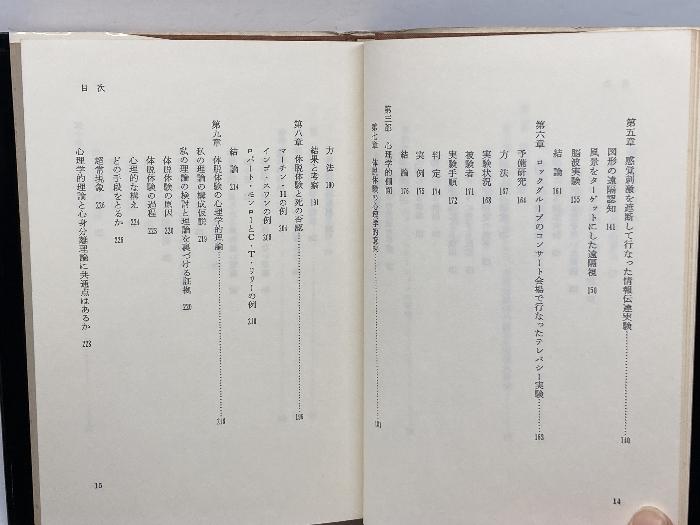 第五章 感覚刺激を遮断して行なった情報伝達実験……………140
図形の遠隔認知 141
風景をターゲットにした遠隔視 150
脳波実験 155
結論 161
第六章 ロックグループのコンサート会場で行なったテレパシー実験……163
予備研究 164
方法 167
実験状況 168
被験者 171
実験手順 172
判定 174
実例 175
結論 176
第三部 心理学的側面
第七章 体脱体験の心理学的意味……………181
14
目次
方法 190
結果と考察 191
第八章 体脱体験と死の否認……………196
マーチン・Hの例 204
インゴ・スワンの例 208
ロバート・モンローとC・T・リリーの例 210
結論 214
第九章 体脱体験の心理学的理論……………218
私の理論の構成仮説 219
私の理論の検討と理論を裏づける証拠 220
体脱体験の原因 220
体脱体験の過程 223
心理的な構え 224
どの手段をとるか 226
超常現象 226
心理学的理論と心身分離理論に共通点はあるか 228
15